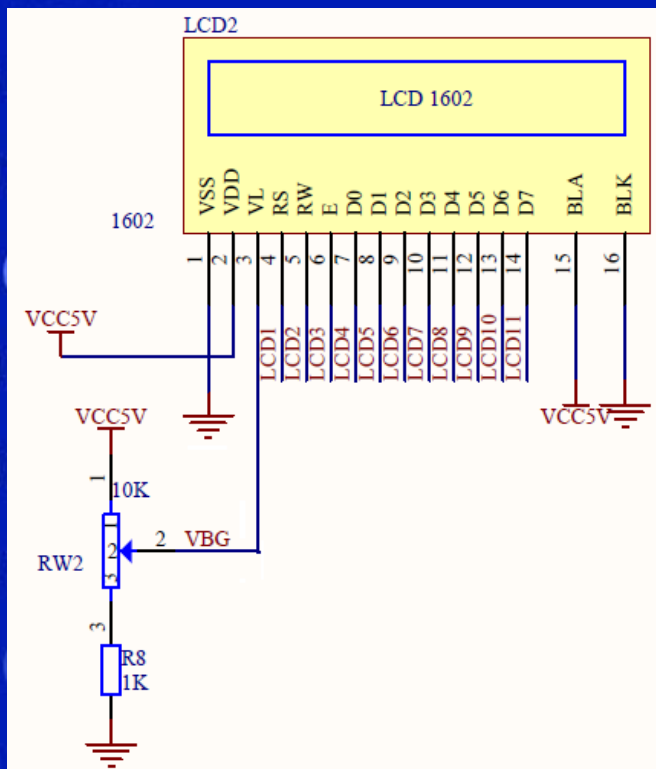 LCD2
LCD 1602
VSS VDD VL RS RW E D0 D1 D2 D3 D4 D5 D6 D7 BLA BLK
1602
1 2 3 4 5 6 7 8 9 10 11 12 13 14 15 16
VCC5V
LCD1 LCD2 LCD3 LCD4 LCD5 LCD6 LCD7 LCD8 LCD9 LCD10 LCD11
VCC5V VCC5V
1
10K
1
2 2 VBG
RW2
3
3
R8
1K